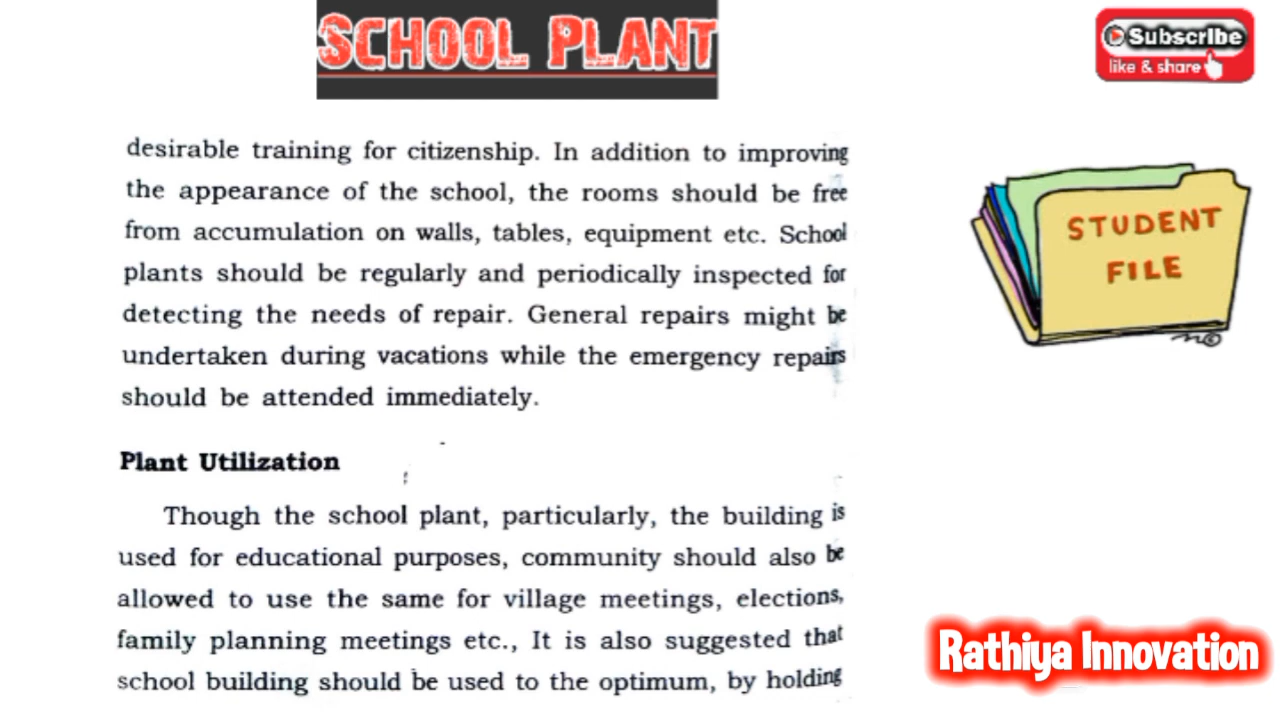 SCHOOL PLANT
Subscribe
like & share
desirable training for citizenship. In addition to improving
the appearance of the school, the rooms should be free
from accumulation on walls, tables, equipment etc. School
plants should be regularly and periodically inspected for
detecting the needs of repair. General repairs might be
undertaken during vacations while the emergency repairs
should be attended immediately.
STUDENT
FILE
Plant Utilization
Though the school plant, particularly, the building is
used for educational purposes, community should also be
allowed to use the same for village meetings, elections,
family planning meetings etc., It is also suggested that
school building should be used to the optimum, by holding
Rathiya Innovation